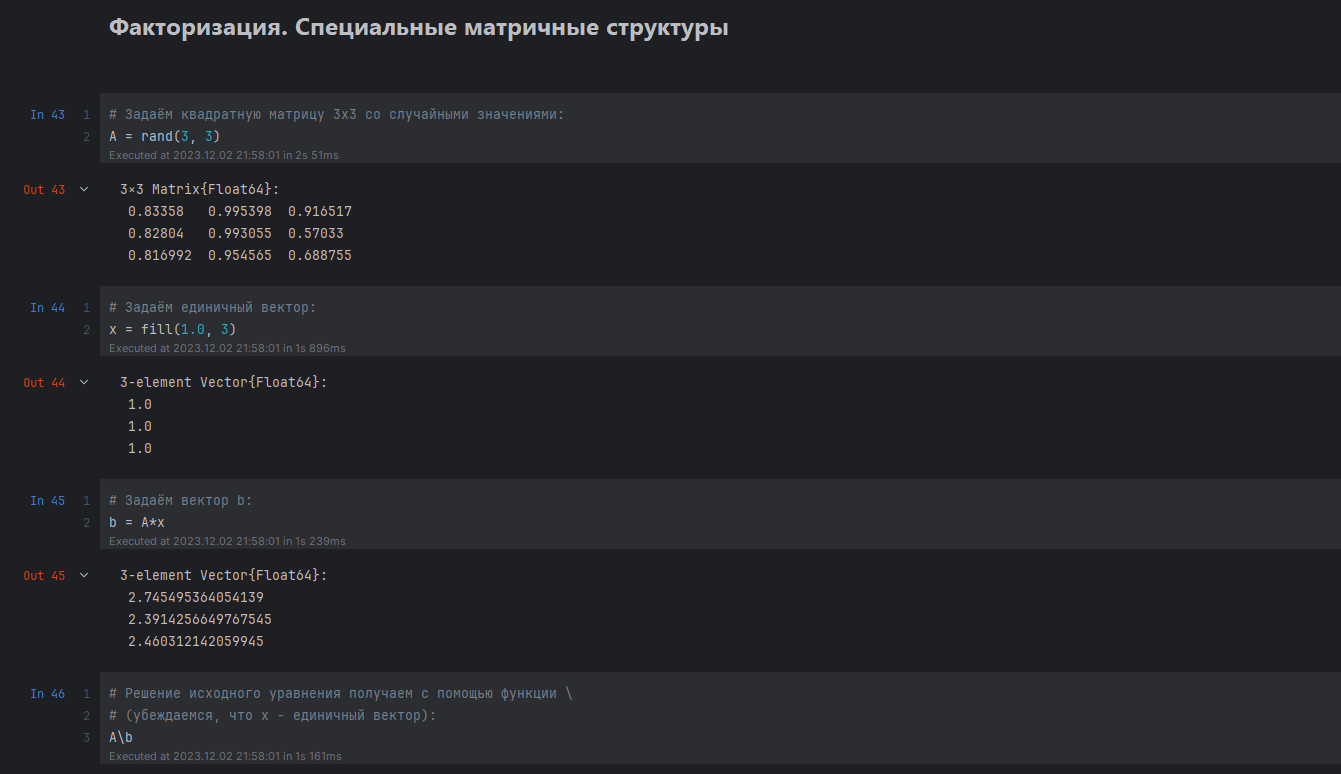 Факторизация. Специальные матричные структуры
In 43 1 # Задаём квадратную матрицу 3x3 со случайными значениями:
2 A = rand(3, 3)
Executed at 2023.12.02 21:58:01 in 2s 51ms
Out 43 3×3 Matrix{Float64}:
0.83358 0.995398 0.916517
0.82804 0.993055 0.57033
0.816992 0.954565 0.688755
In 44 1 # Задаём единичный вектор:
2 x = fill(1.0, 3)
Executed at 2023.12.02 21:58:01 in 1s 896ms
Out 44 3-element Vector{Float64}:
1.0
1.0
1.0
In 45 1 # Задаём вектор b:
2 b = A*x
Executed at 2023.12.02 21:58:01 in 1s 239ms
Out 45 3-element Vector{Float64}:
2.745495364054139
2.3914256649767545
2.460312142059945
In 46 1 # Решение исходного уравнения получаем с помощью функции \
2 # (убеждаемся, что x - единичный вектор):
3 A\b
Executed at 2023.12.02 21:58:01 in 1s 161ms